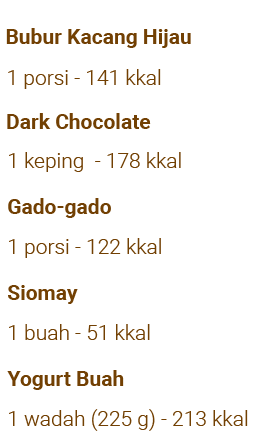 Bubur Kacang Hijau
1 porsi - 141 kkal
Dark Chocolate
1 keping  - 178 kkal
Gado-gado
1 porsi - 122 kkal
Siomay
1 buah - 51 kkal
Yogurt Buah
1 wadah (225 g) - 213 kkal